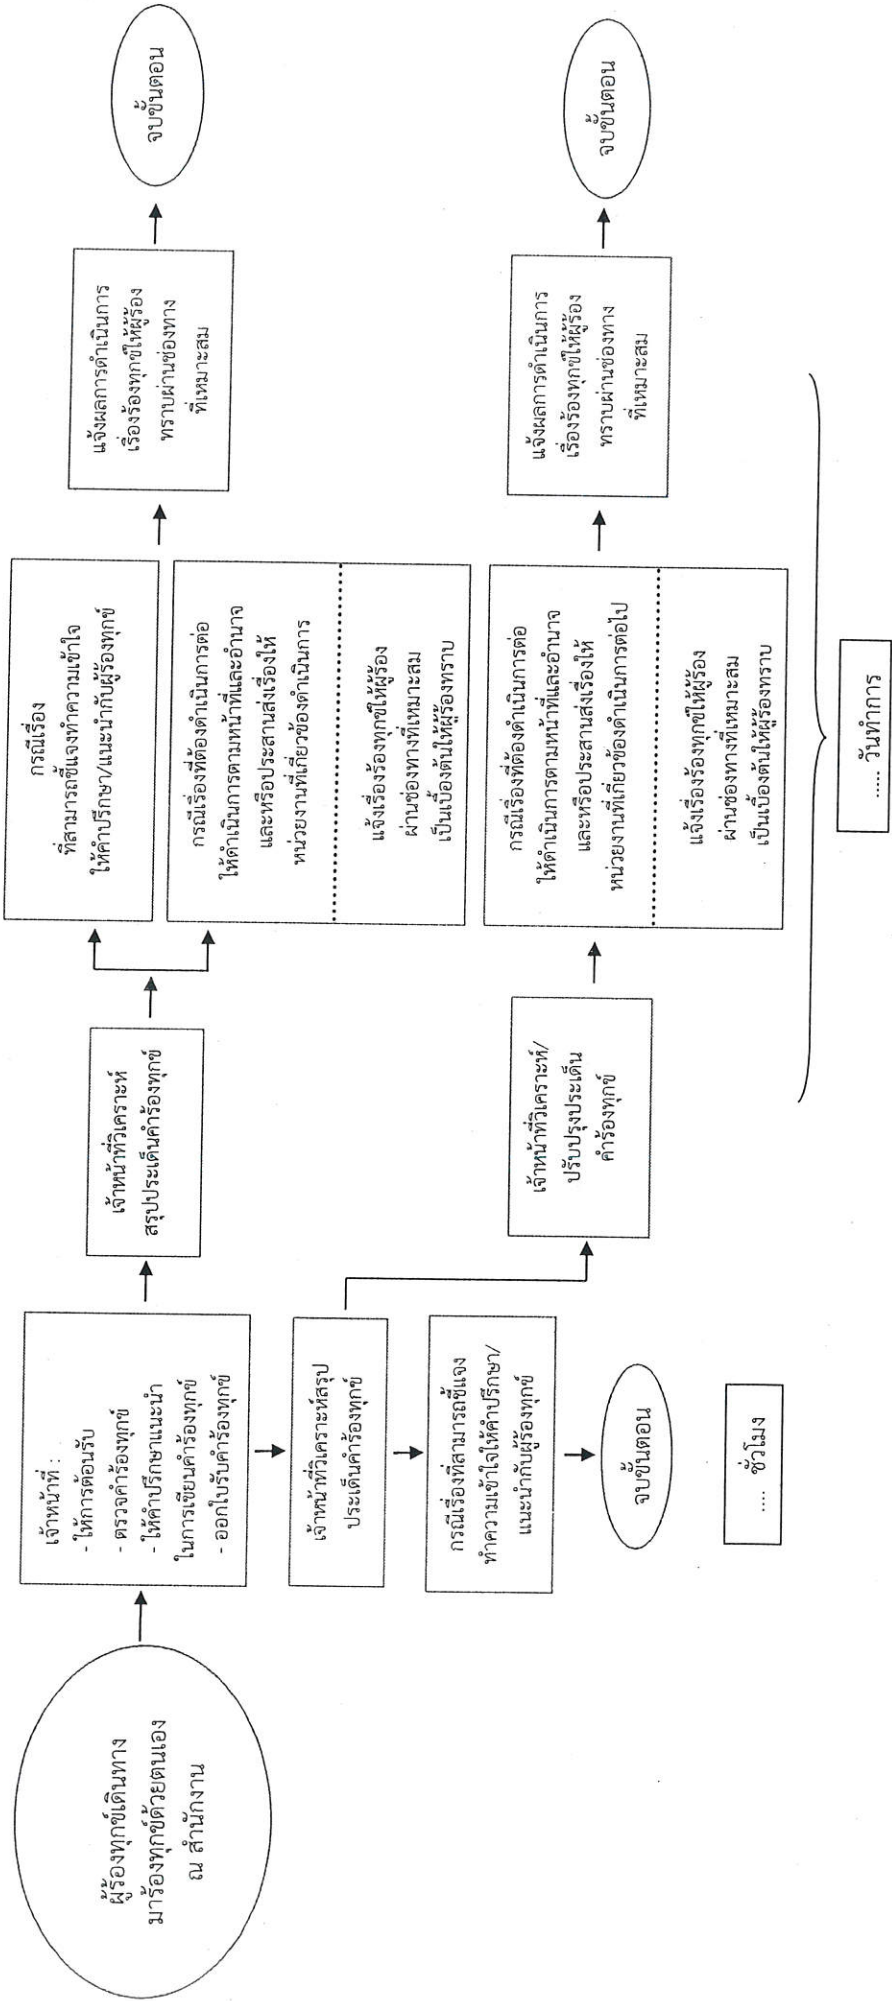 ผู้ร้องทุกข์เดินทาง
มาร้องทุกข์ด้วยตนเอง
ณ สำนักงาน
เจ้าหน้าที่ :
- ให้การต้อนรับ
- ตรวจคำร้องทุกข์
- ให้คำปรึกษาแนะนำ
ในการเขียนคำร้องทุกข์
- ออกใบรับคำร้องทุกข์
เจ้าหน้าที่วิเคราะห์
สรุปประเด็นคำร้องทุกข์
กรณีเรื่อง
ที่สามารถชี้แจงทำความเข้าใจ
ให้คำปรึกษา/แนะนำกับผู้ร้องทุกข์
กรณีเรื่องที่ต้องดำเนินการต่อ
ให้ดำเนินการตามหน้าที่และอำนาจ
และหรือประสานส่งเรื่องให้
หน่วยงานที่เกี่ยวข้องดำเนินการ
แจ้งเรื่องร้องทุกข์ให้ผู้ร้อง
ผ่านช่องทางที่เหมาะสม
เป็นเบื้องต้นให้ผู้ร้องทราบ
แจ้งผลการดำเนินการ
เรื่องร้องทุกข์ให้ผู้ร้อง
ทราบผ่านช่องทาง
ที่เหมาะสม
จบขั้นตอน
เจ้าหน้าที่วิเคราะห์สรุป
ประเด็นคำร้องทุกข์
กรณีเรื่องที่สามารถชี้แจง
ทำความเข้าใจให้คำปรึกษา/
แนะนำกับผู้ร้องทุกข์
จบขั้นตอน
เจ้าหน้าที่วิเคราะห์/
ปรับปรุงประเด็น
คำร้องทุกข์
กรณีเรื่องที่ต้องดำเนินการต่อ
ให้ดำเนินการตามหน้าที่และอำนาจ
และหรือประสานส่งเรื่องให้
หน่วยงานที่เกี่ยวข้องดำเนินการต่อไป
แจ้งเรื่องร้องทุกข์ให้ผู้ร้อง
ผ่านช่องทางที่เหมาะสม
เป็นเบื้องต้นให้ผู้ร้องทราบ
แจ้งผลการดำเนินการ
เรื่องร้องทุกข์ให้ผู้ร้อง
ทราบผ่านช่องทาง
ที่เหมาะสม
จบขั้นตอน
.... ชั่วโมง
...... วันทำการ